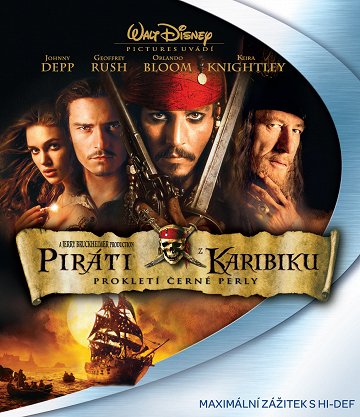 WALT DISNEY
PICTURES UVÁDÍ
JOHNNY DEPP
GEOFFREY RUSH
ORLANDO BLOOM
KEIRA KNIGHTLEY
A JERRY BRUCKHEIMER PRODUCTION
PIRÁTI Z KARIBIKU
PROKLETÍ ČERNÉ PERLY
MAXIMÁLNÍ ZÁŽITEK S HI-DEF